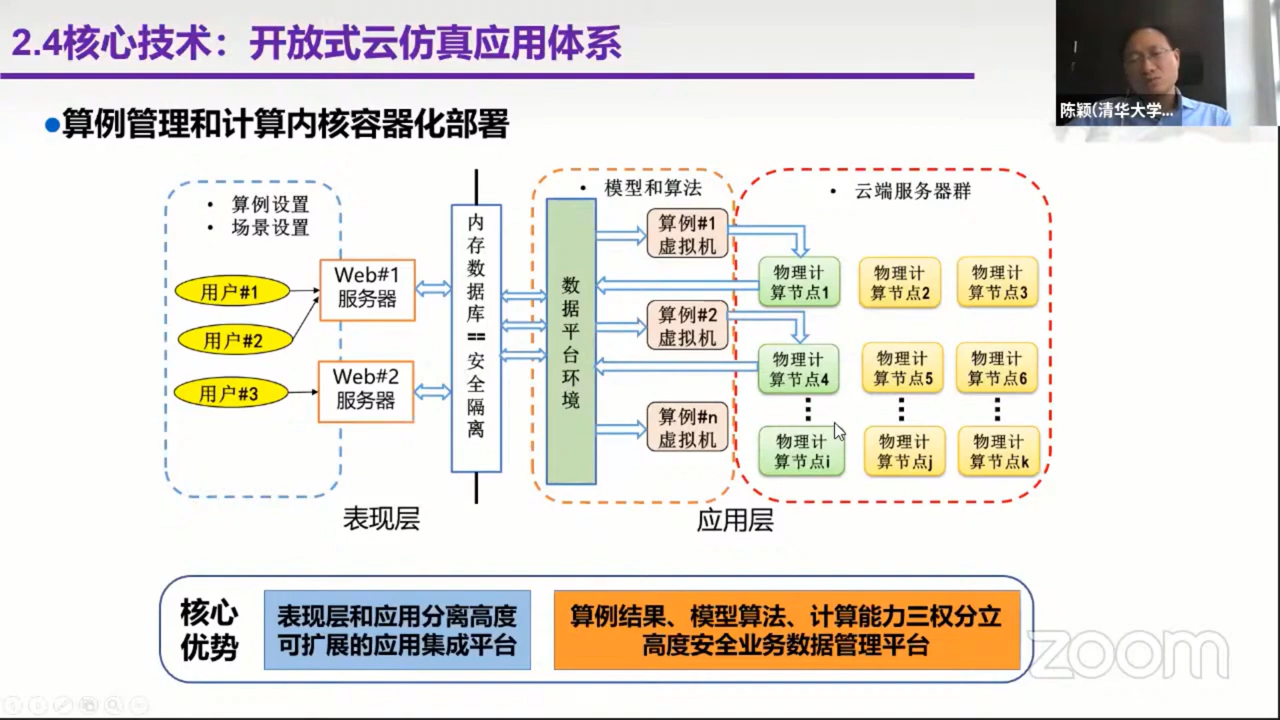 2.4核心技术：开放式云仿真应用体系
陈颖(清华大学...
●算例管理和计算内核容器化部署
• 算例设置
• 场景设置
用户#1
用户#2
用户#3
Web#1
服务器
Web#2
服务器
内存数据库==安全隔离
• 模型和算法
数据平台环境
算例#1
虚拟机
算例#2
虚拟机
算例#n
虚拟机
• 云端服务器群
物理计
算节点1
物理计
算节点2
物理计
算节点3
物理计
算节点4
物理计
算节点5
物理计
算节点6
物理计
算节点i
物理计
算节点j
物理计
算节点k
表现层
应用层
核心
优势
表现层和应用分离高度
可扩展的应用集成平台
算例结果、模型算法、计算能力三权分立
高度安全业务数据管理平台
zoom